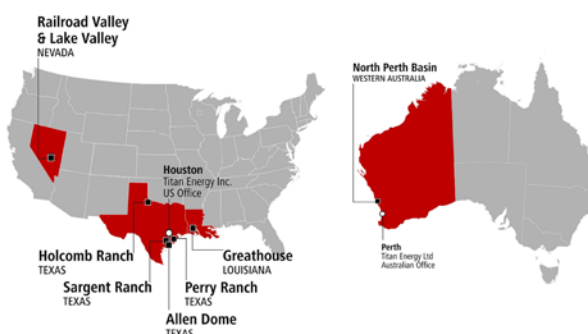 Railroad Valley
& Lake Valley
NEVADA
Houston
Titan Energy Inc.
US Office
Holcomb Ranch
TEXAS
Greathouse
LOUISIANA
Sargent Ranch
TEXAS
Perry Ranch
TEXAS
Allen Dome
TEXAS
North Perth Basin
WESTERN AUSTRALIA
Perth
Titan Energy Ltd
Australian Office